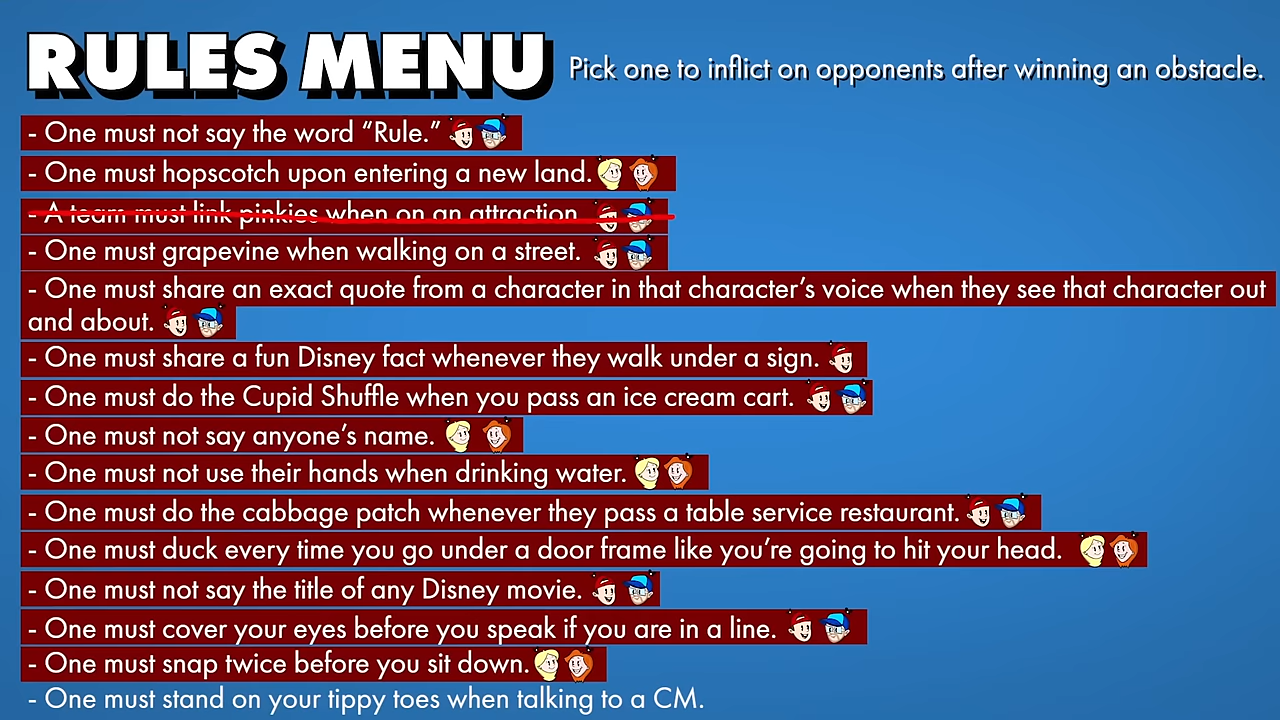 RULES MENU
Pick one to inflict on opponents after winning an obstacle.
- One must not say the word “Rule.”
- One must hopscotch upon entering a new land.
- A team must link pinkies when on an attraction.
- One must grapevine when walking on a street.
- One must share an exact quote from a character in that character’s voice when they see that character out
and about.
- One must share a fun Disney fact whenever they walk under a sign.
- One must do the Cupid Shuffle when you pass an ice cream cart.
- One must not say anyone’s name.
- One must not use their hands when drinking water.
- One must do the cabbage patch whenever they pass a table service restaurant.
- One must duck every time you go under a door frame like you’re going to hit your head.
- One must not say the title of any Disney movie.
- One must cover your eyes before you speak if you are in a line.
- One must snap twice before you sit down.
- One must stand on your tippy toes when talking to a CM.